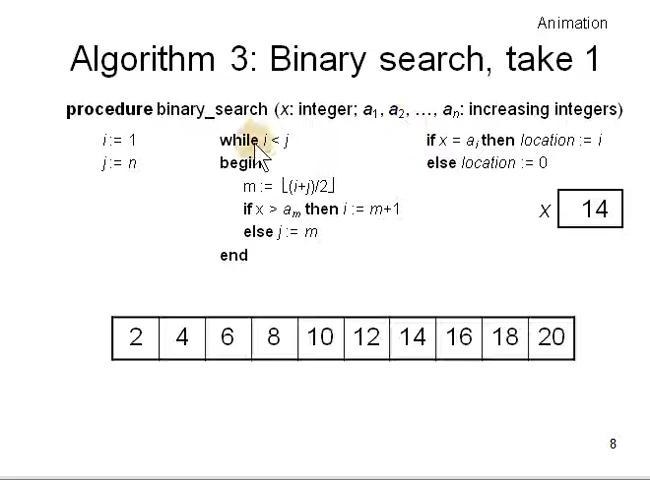 Animation
Algorithm 3: Binary search, take 1
procedure binary_search (x: integer; a1, a2, …, an: increasing integers)
i := 1
j := n
while i < j
begin
m := ⌊(i+j)/2⌋
if x > am then i := m+1
else j := m
end
if x = ai then location := i
else location := 0
x 14
2 4 6 8 10 12 14 16 18 20
8